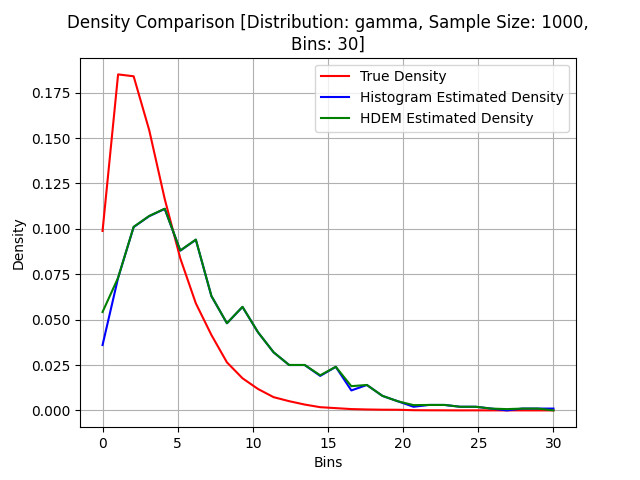 Density Comparison [Distribution: gamma, Sample Size: 1000,
Bins: 30]
True Density
Histogram Estimated Density
HDEM Estimated Density
Density
0.175
0.150
0.125
0.100
0.075
0.050
0.025
0.000
0 5 10 15 20 25 30
Bins